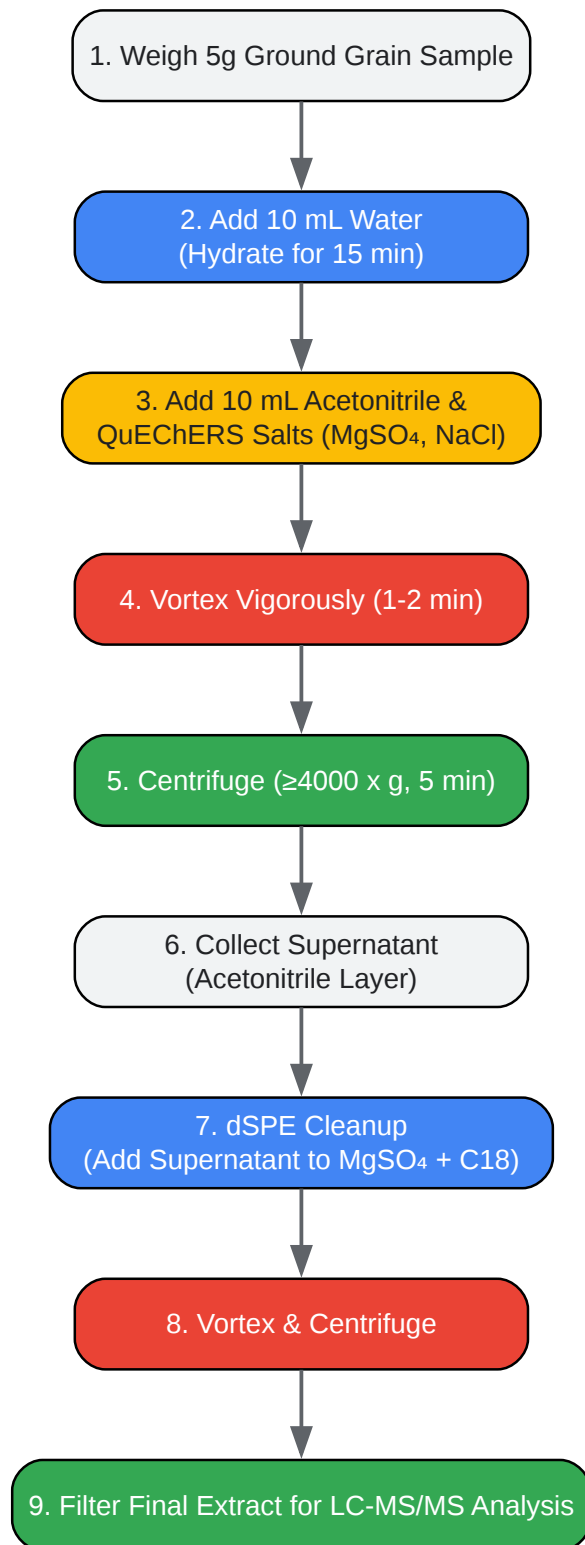 1. Weigh 5g Ground Grain Sample
2. Add 10 mL Water
(Hydrate for 15 min)
3. Add 10 mL Acetonitrile &
QuEChERS Salts (MgSO₄, NaCl)
4. Vortex Vigorously (1-2 min)
5. Centrifuge (≥4000 x g, 5 min)
6. Collect Supernatant
(Acetonitrile Layer)
7. dSPE Cleanup
(Add Supernatant to MgSO₄ + C18)
8. Vortex & Centrifuge
9. Filter Final Extract for LC-MS/MS Analysis